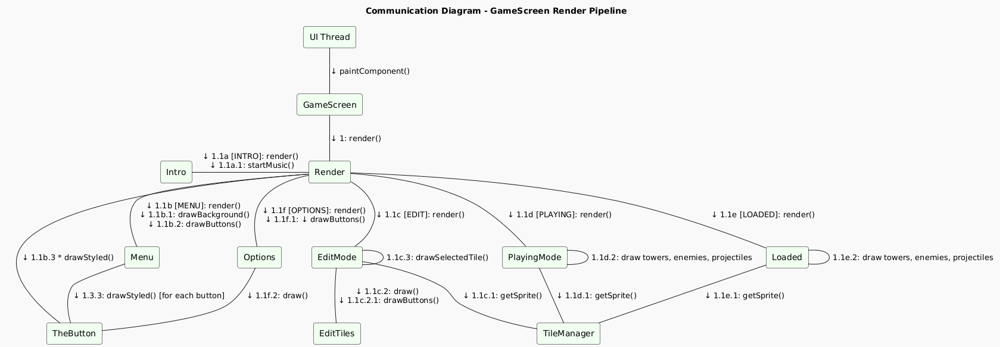 Communication Diagram - GameScreen Render Pipeline
UI Thread
↓ paintComponent()
GameScreen
↓ 1: render()
↓ 1.1a [INTRO]: render()
↓ 1.1a.1: startMusic()
Intro
Render
↓ 1.1b [MENU]: render()
↓ 1.1b.1: drawBackground()
↓ 1.1b.2: drawButtons()
↓ 1.1f [OPTIONS]: render()
↓ 1.1f.1: ↓ drawButtons()
↓ 1.1c [EDIT]: render()
↓ 1.1d [PLAYING]: render()
↓ 1.1e [LOADED]: render()
↓ 1.1b.3 * drawStyled()
Menu
Options
EditMode
1.1c.3: drawSelectedTile()
PlayingMode
1.1d.2: draw towers, enemies, projectiles
Loaded
1.1e.2: draw towers, enemies, projectiles
↓ 1.3.3: drawStyled() [for each button]
↓ 1.1f.2: draw()
↓ 1.1c.2: draw()
↓ 1.1c.2.1: drawButtons()
↓ 1.1c.1: getSprite()
↓ 1.1d.1: getSprite()
↓ 1.1e.1: getSprite()
TheButton
EditTiles
TileManager